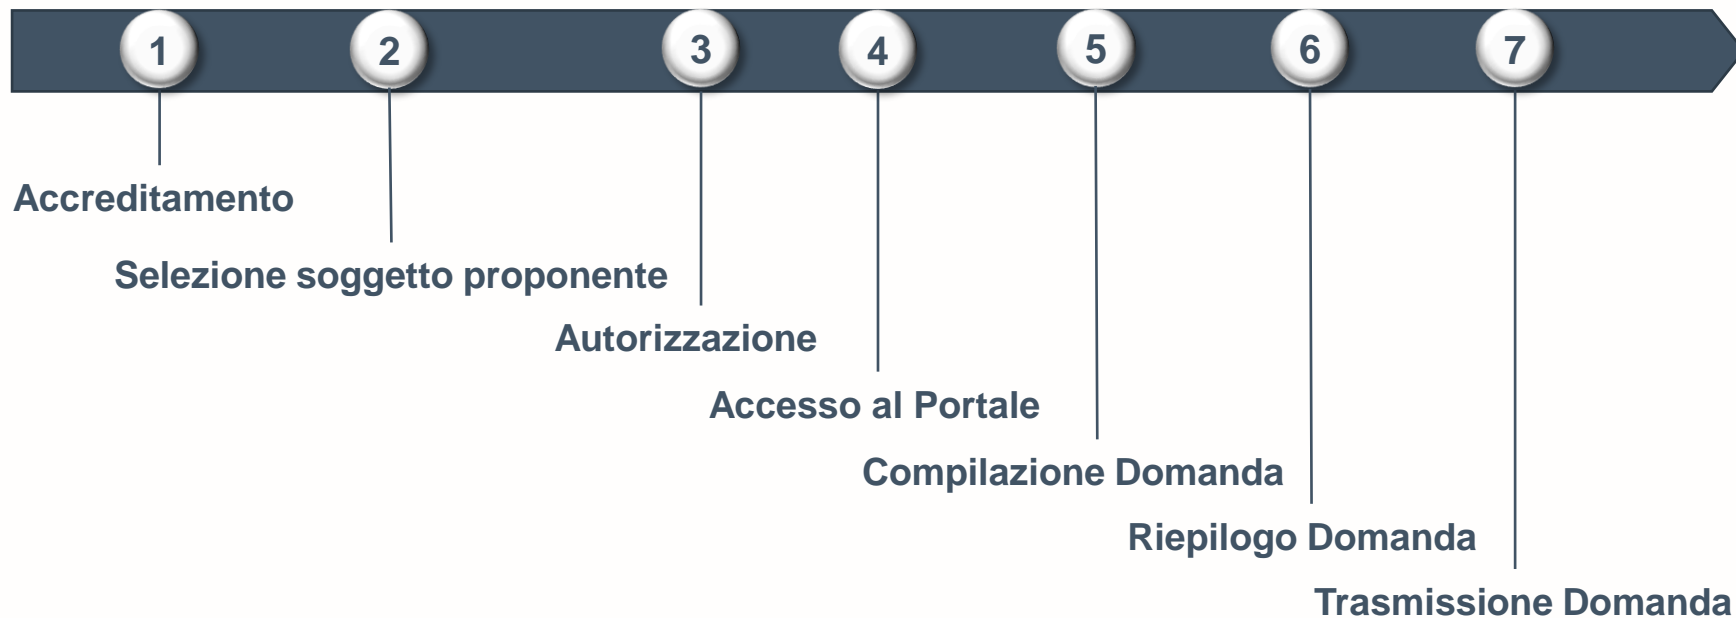 1 2 3 4 5 6 7
Accreditamento
Selezione soggetto proponente
Autorizzazione
Accesso al Portale
Compilazione Domanda
Riepilogo Domanda
Trasmissione Domanda